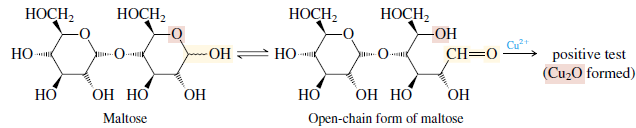 HOCH₂ HOCH₂ HOCH₂ HOCH₂
O O O OH
HO O OH HO O CH=O Cu²⁺ positive test
(Cu₂O formed)
HO OH HO OH HO OH HO OH
Maltose Open-chain form of maltose